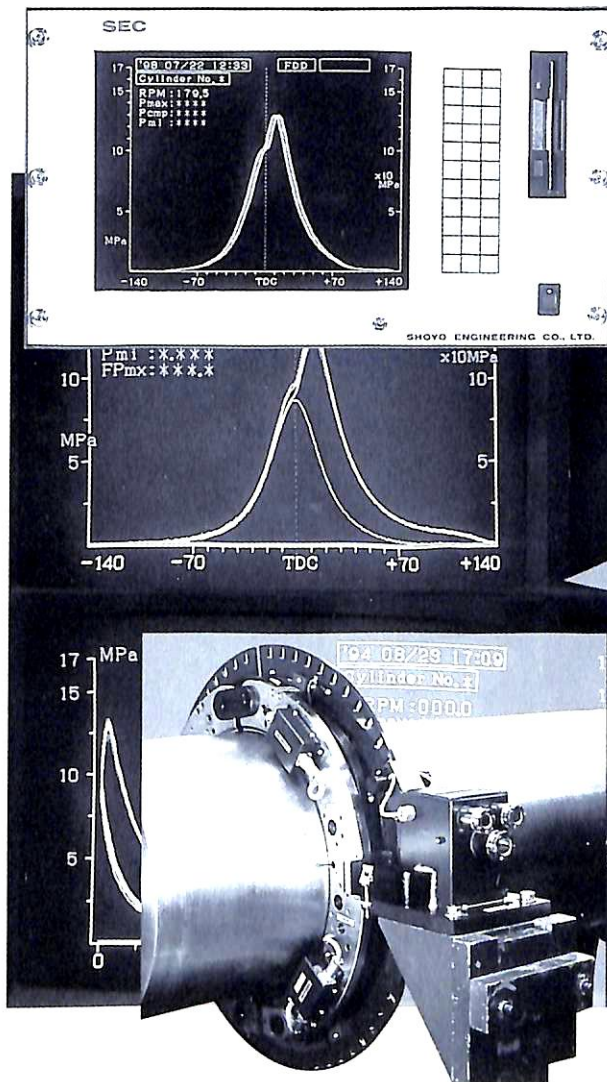 SEC
'98 07/22 12:33
FDD
Cylinder No.*
RPM:179.5
Pmax:****
Pcmp:****
Pmi :****
17
15
10
5
MPa
17
15
10
x10
MPa
5
-140 -70 TDC +70 +140
SHOYO ENGINEERING CO., LTD.
Pmi :*.***
FPmx:***.*
10
MPa
5
x10MPa
10
5
-140 -70 TDC +70 +140
'94 08/29 17:09
Cylinder No.*
RPM:000.0
MPa
17
15
10
5
0